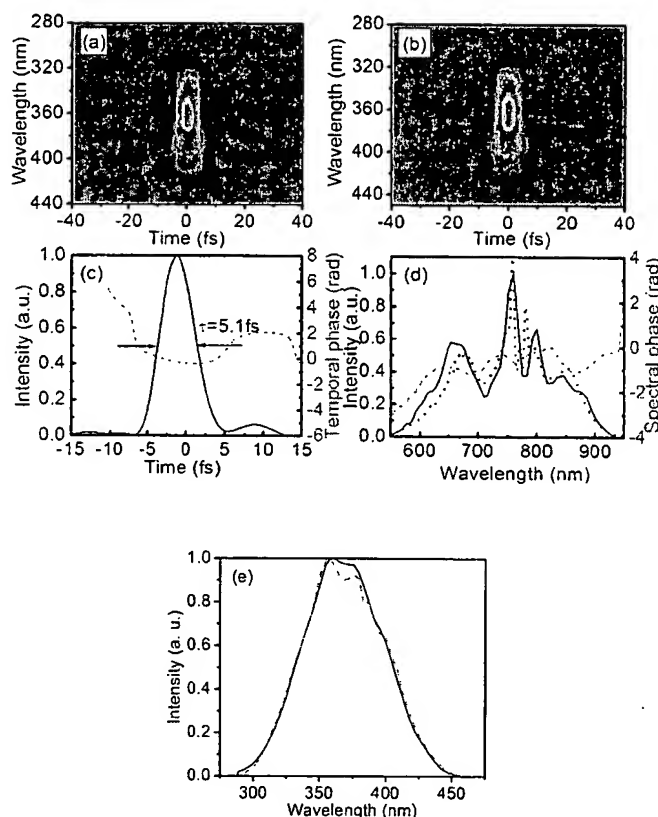 (a)
Wavelength (nm)
280
320
360
400
440
-40 -20 0 20 40
Time (fs)
(b)
Wavelength (nm)
280
320
360
400
440
-40 -20 0 20 40
Time (fs)
(c)
Intensity (a.u.)
1.0
0.8
0.6
0.4
0.2
0.0
τ=5.1fs
8
6
4
2
0
-2
-4
-6
Temporal phase (rad)
-15 -10 -5 0 5 10 15
Time (fs)
(d)
Intensity (a.u.)
1.0
0.8
0.6
0.4
0.2
0.0
4
2
0
-2
-4
Spectral phase (rad)
600 700 800 900
Wavelength (nm)
(e)
Intensity (a. u.)
1.0
0.8
0.6
0.4
0.2
0.0
300 350 400 450
Wavelength (nm)